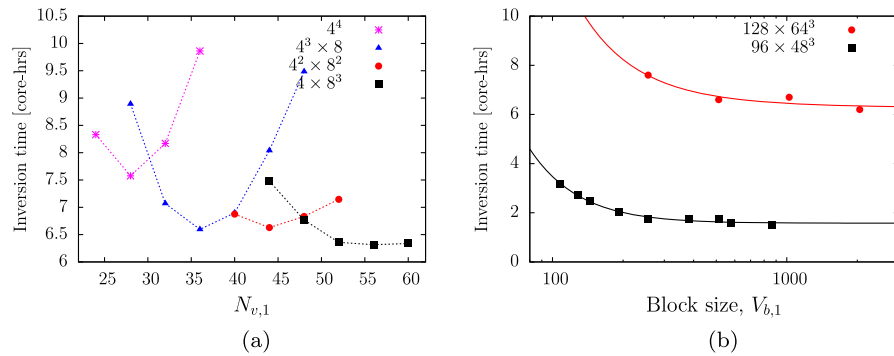 10.5
10
9.5
9
8.5
8
7.5
7
6.5
6
Inversion time [core-hrs]
25 30 35 40 45 50 55 60
N_{v,1}
4^4
4^3 × 8
4^2 × 8^2
4 × 8^3
(a)
10
8
6
4
2
0
Inversion time [core-hrs]
100 1000
Block size, V_{b,1}
128 × 64^3
96 × 48^3
(b)